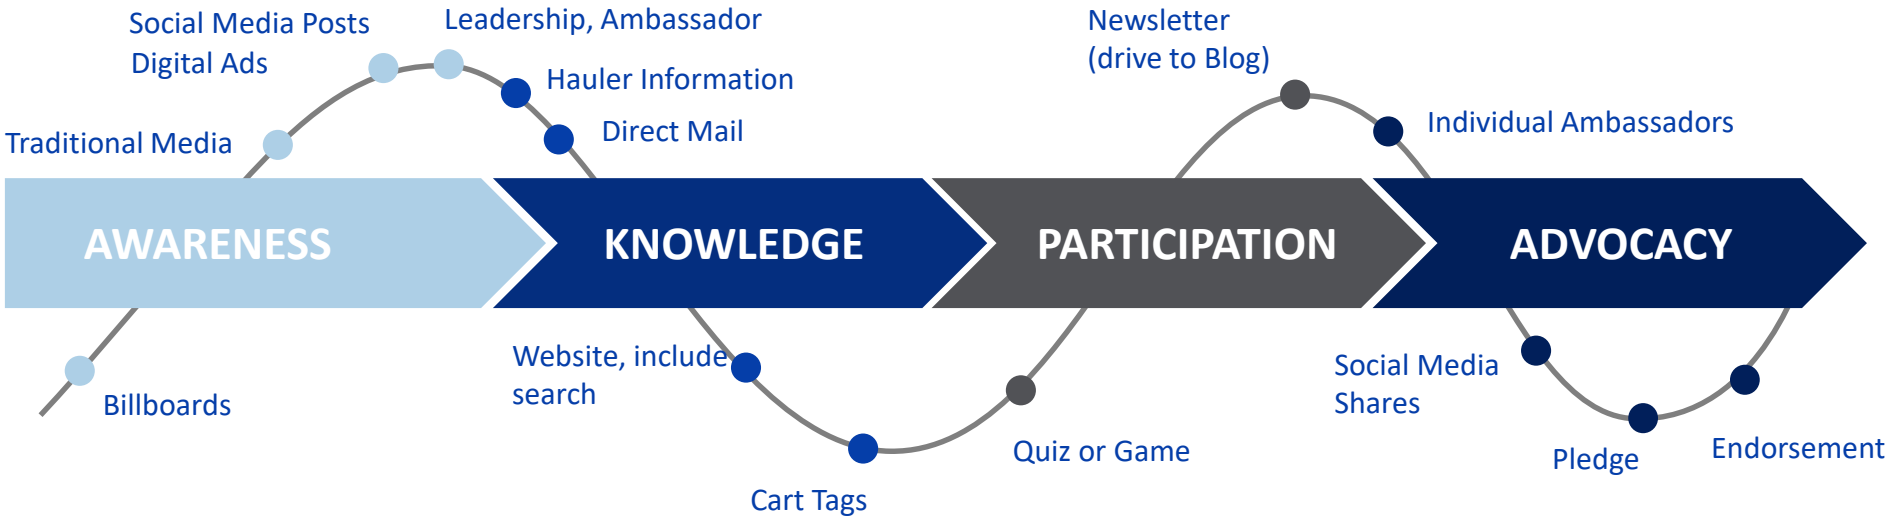 Social Media Posts
Digital Ads
Leadership, Ambassador
Hauler Information
Direct Mail
Traditional Media
Newsletter
(drive to Blog)
Individual Ambassadors
AWARENESS
KNOWLEDGE
PARTICIPATION
ADVOCACY
Billboards
Website, include
search
Cart Tags
Quiz or Game
Social Media
Shares
Pledge
Endorsement